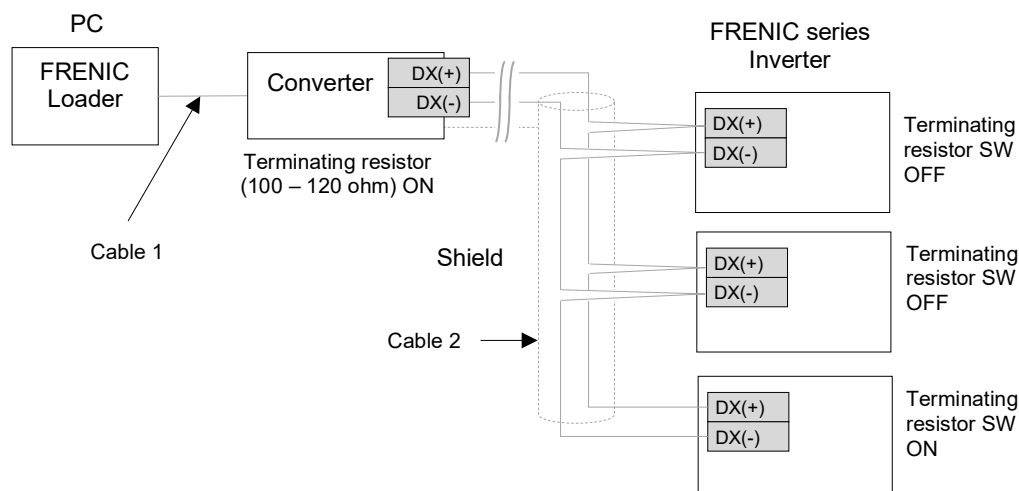 PC
FRENIC
Loader
Converter
DX(+)
DX(-)
Terminating resistor
(100 – 120 ohm) ON
Cable 1
Shield
Cable 2
FRENIC series
Inverter
DX(+)
DX(-)
Terminating
resistor SW
OFF
DX(+)
DX(-)
Terminating
resistor SW
OFF
DX(+)
DX(-)
Terminating
resistor SW
ON